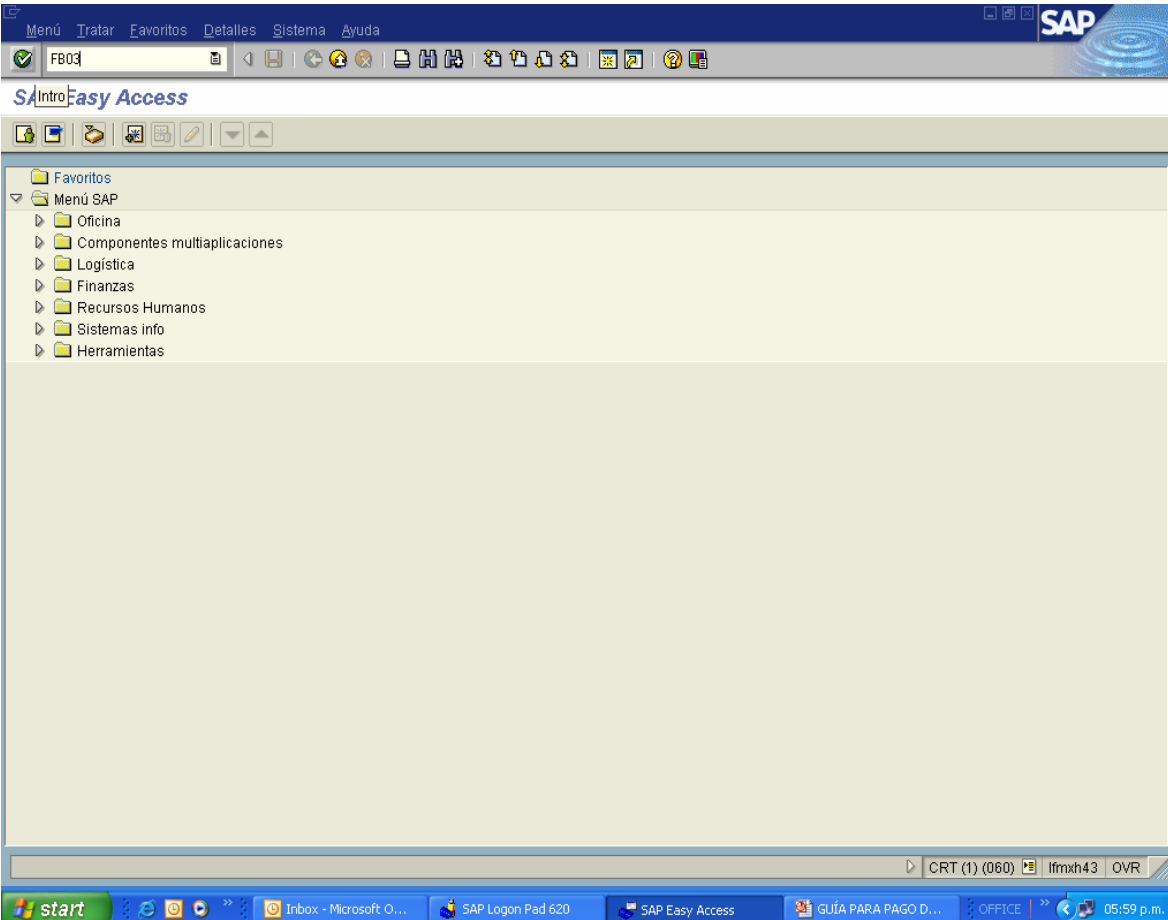 Menú Tratar Favoritos Detalles Sistema Ayuda
SAP
FB03
SA Easy Access
Intro
Favoritos
Menú SAP
Oficina
Componentes multiaplicaciones
Logística
Finanzas
Recursos Humanos
Sistemas info
Herramientas
CRT (1) (060) lfmxh43 OVR
start » Inbox - Microsoft O... SAP Logon Pad 620 SAP Easy Access GUÍA PARA PAGO D... OFFICE » 05:59 p.m.